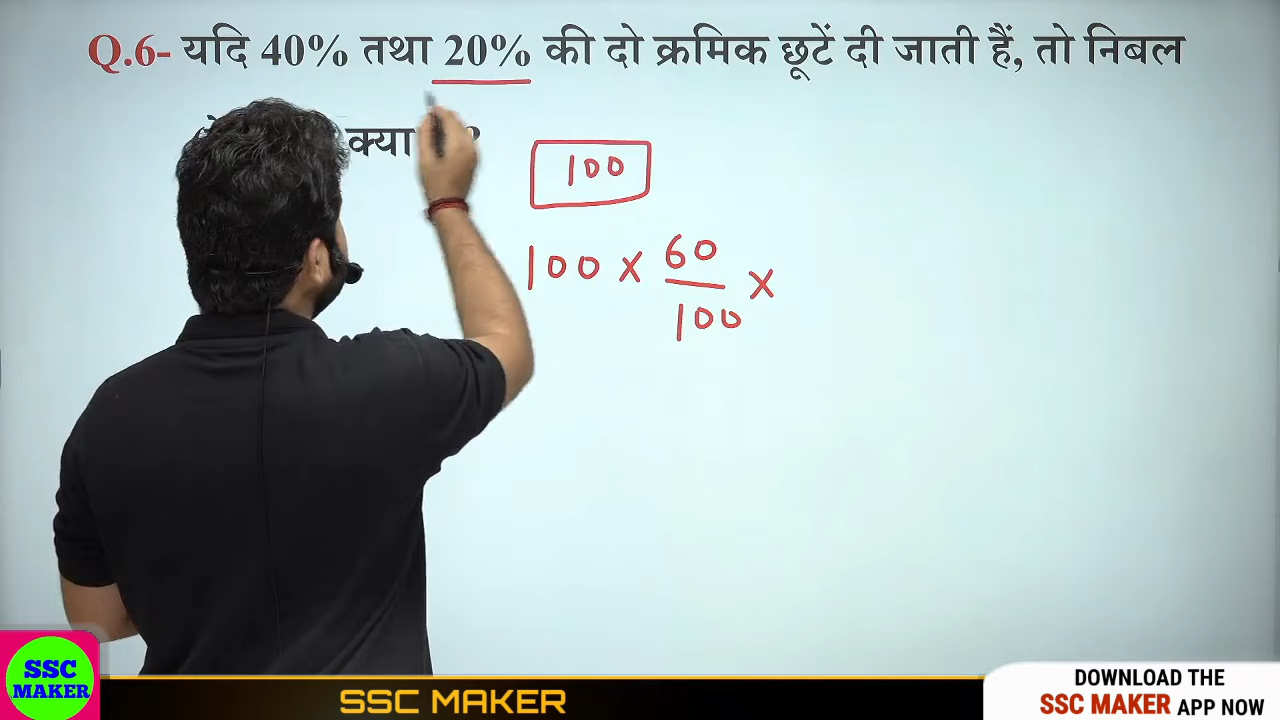 Q.6- यदि 40% तथा 20% की दो क्रमिक छूटें दी जाती हैं, तो निबल
क्या
100
100 × 60/100 ×
SSC
MAKER
SSC MAKER
DOWNLOAD THE
SSC MAKER APP NOW